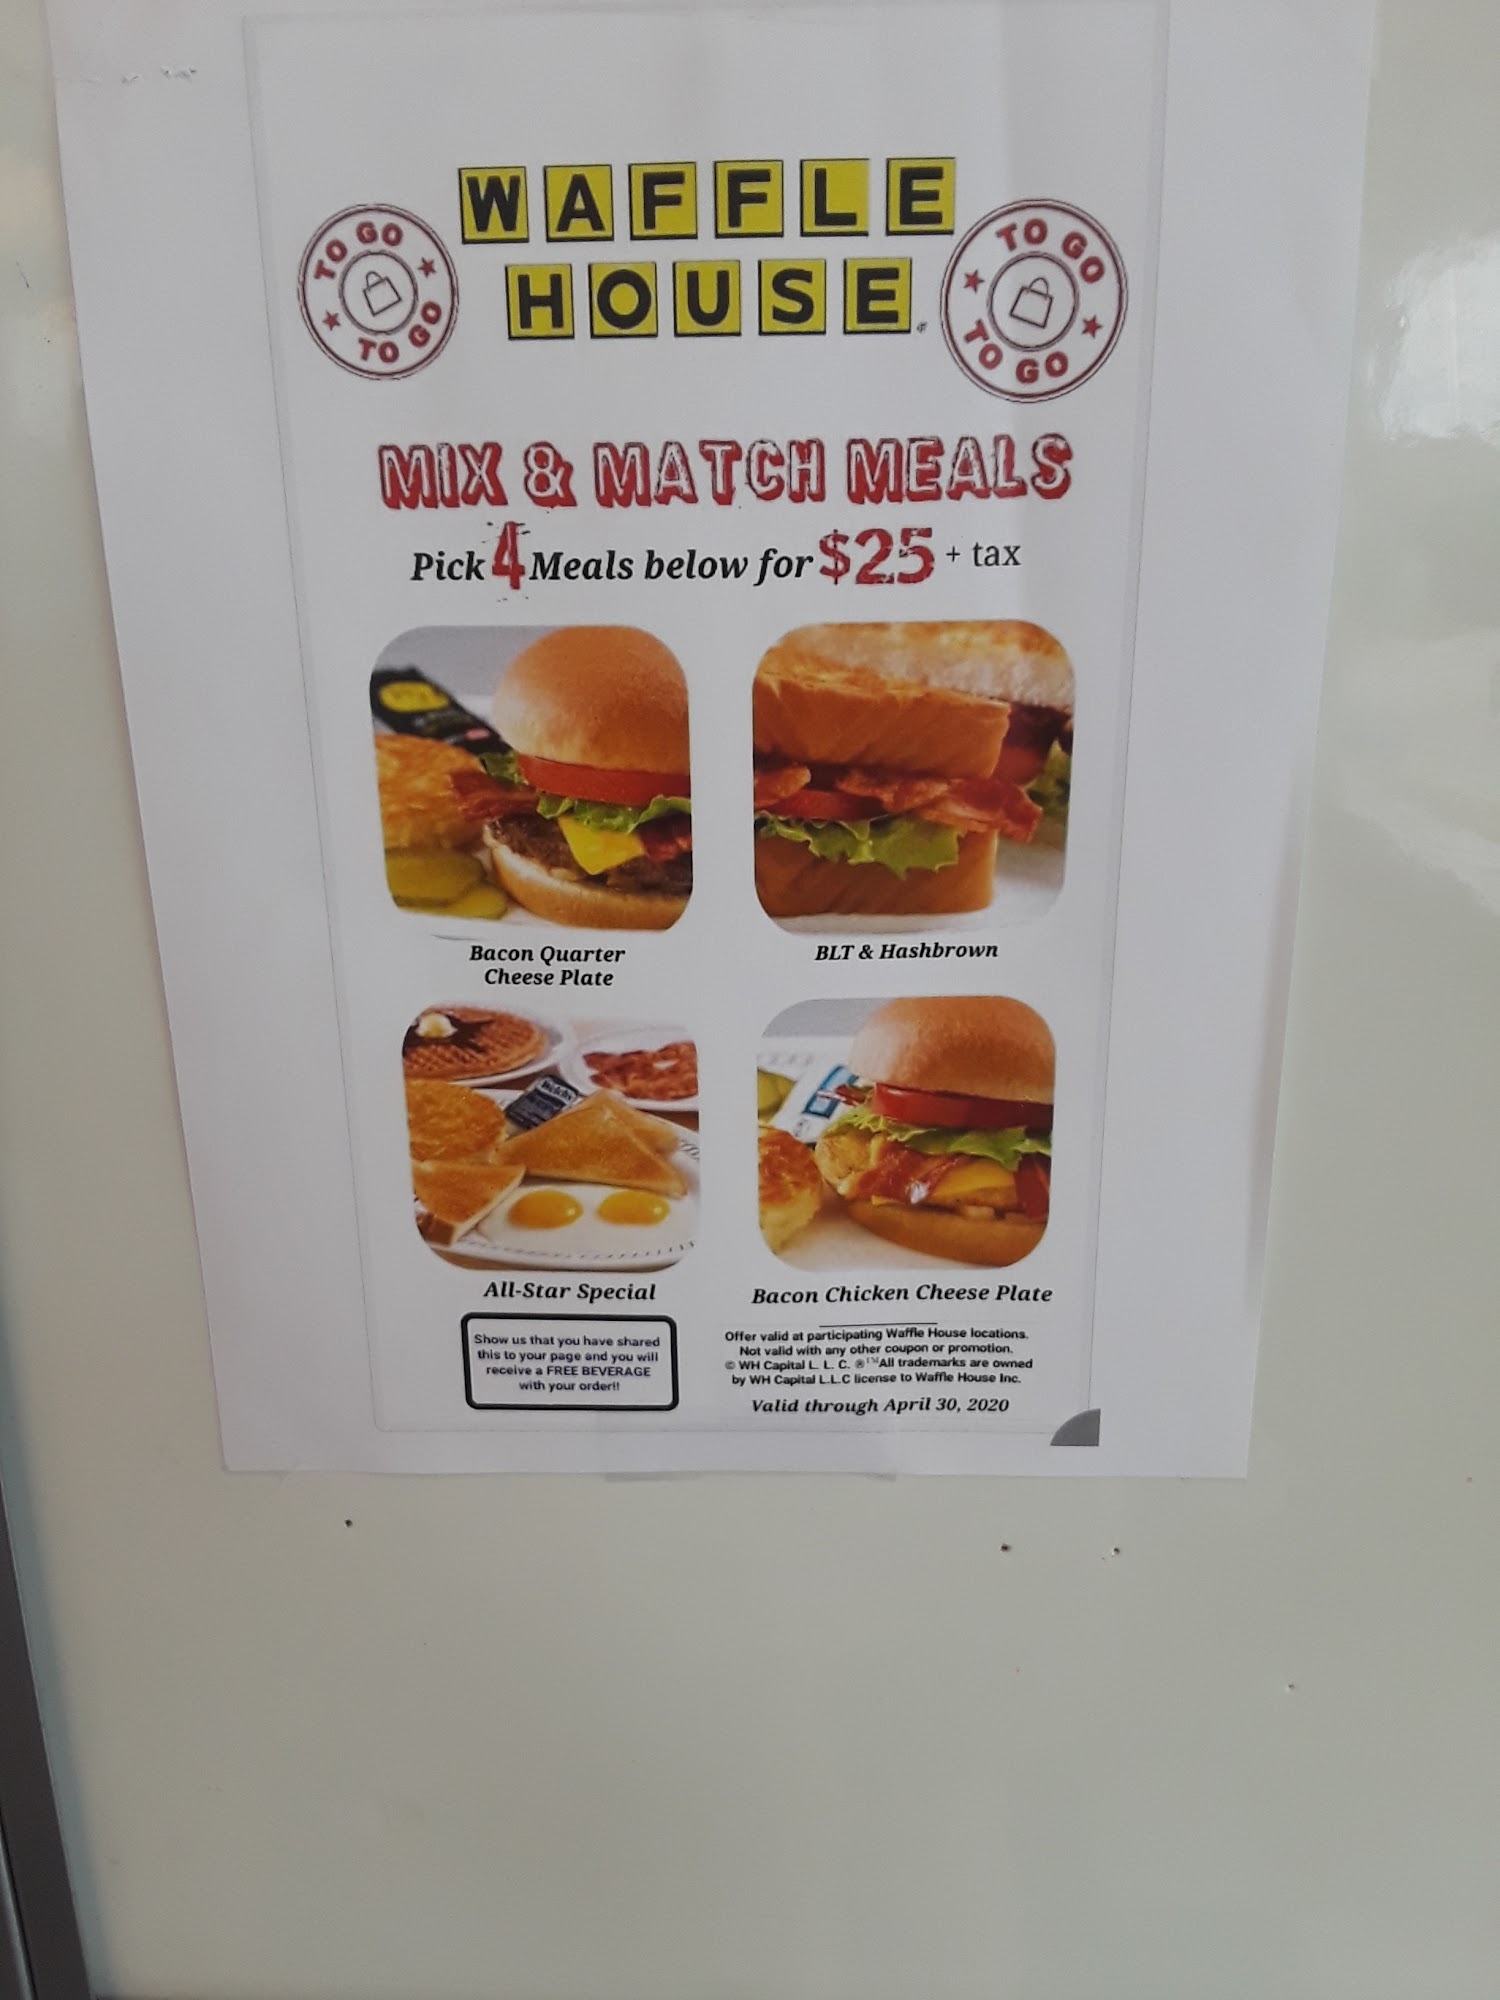 WAFFLE
HOUSE
TO GO
TO GO
TO GO
TO GO
MIX & MATCH MEALS
Pick 4 Meals below for $25 + tax
Bacon Quarter
Cheese Plate
BLT & Hashbrown
All-Star Special
Bacon Chicken Cheese Plate
Show us that you have shared
this to your page and you will
receive a FREE BEVERAGE
with your order!!
Offer valid at participating Waffle House locations.
Not valid with any other coupon or promotion.
© WH Capital L. L. C. ®™All trademarks are owned
by WH Capital L.L.C license to Waffle House Inc.
Valid through April 30, 2020